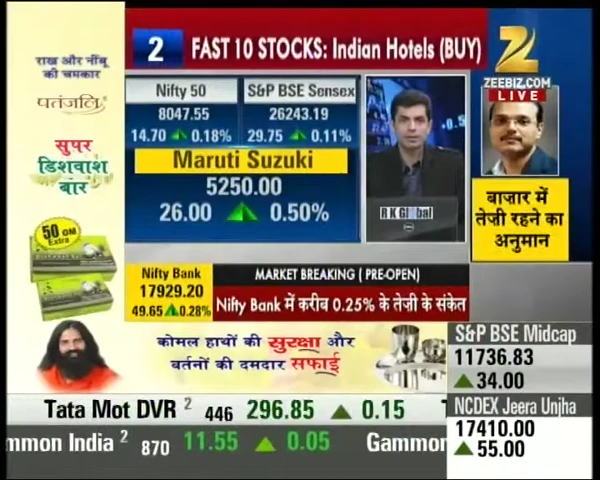 2 FAST 10 STOCKS: Indian Hotels (BUY)
ZEEBIZ.COM
LIVE
राख और नींबू
की चमकार
पतंजलि
सुपर
डिशवाश
बार
50 GM
Extra
Nifty 50
8047.55
14.70 0.18%
S&P BSE Sensex
26243.19
29.75 0.11%
Maruti Suzuki
5250.00
26.00 0.50%
R K Global
बाज़ार में
तेज़ी रहने का
अनुमान
Nifty Bank
17929.20
49.65 0.28%
MARKET BREAKING ( PRE-OPEN)
Nifty Bank में करीब 0.25% के तेजी के संकेत
कोमल हाथों की सुरक्षा और
बर्तनों की दमदार सफाई
S&P BSE Midcap
11736.83
34.00
NCDEX Jeera Unjha
17410.00
55.00
Tata Mot DVR 2 446 296.85 0.15 T
mmon India 2 870 11.55 0.05 Gammon